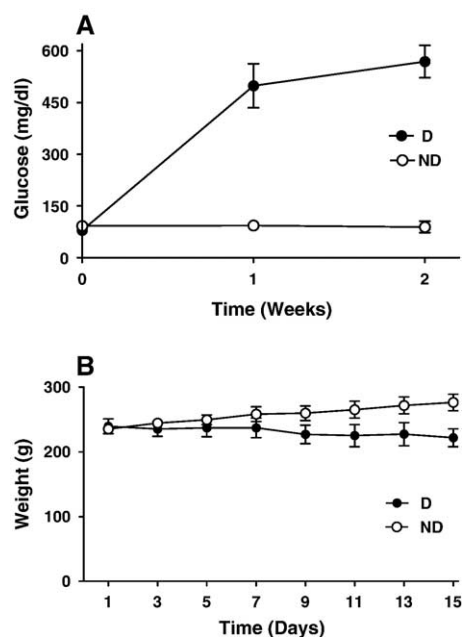 A
Glucose (mg/dl)
600
450
300
150
0
D
ND
0 1 2
Time (Weeks)
B
Weight (g)
300
200
100
0
D
ND
1 3 5 7 9 11 13 15
Time (Days)